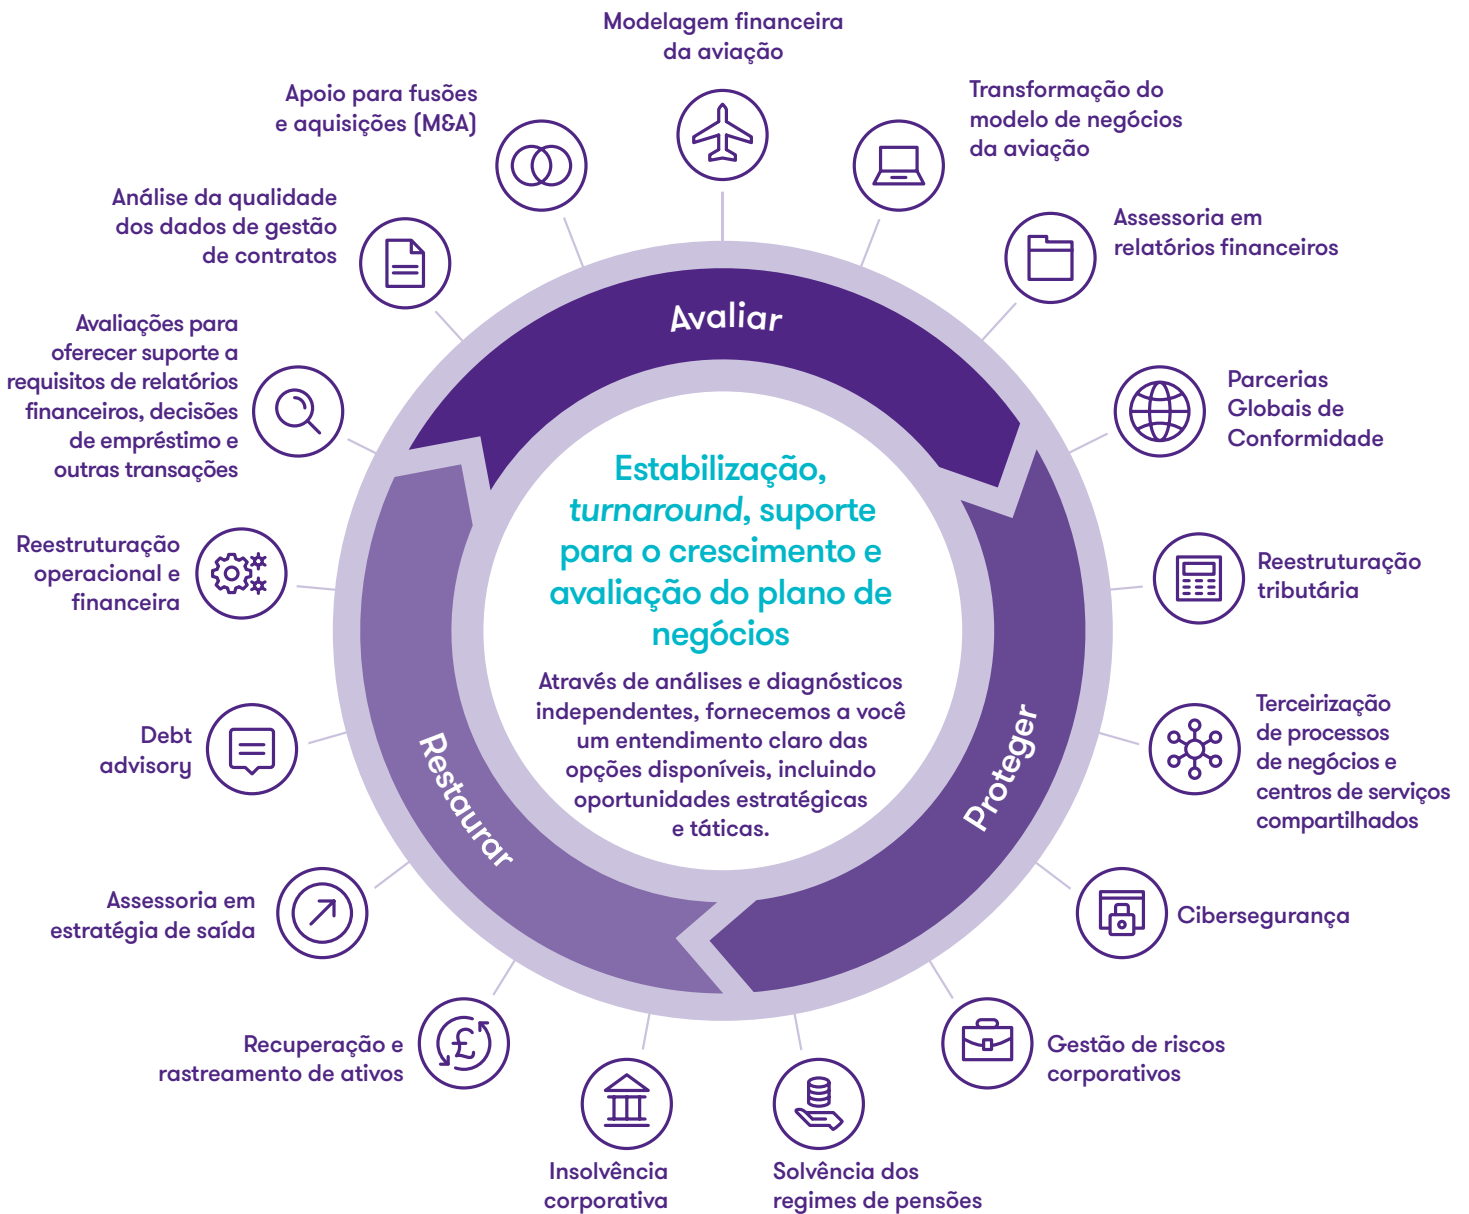 Modelagem financeira
da aviação
Transformação do
modelo de negócios
da aviação
Assessoria em
relatórios financeiros
Parcerias
Globais de
Conformidade
Reestruturação
tributária
Terceirização
de processos
de negócios e
centros de serviços
compartilhados
Cibersegurança
Gestão de riscos
corporativos
Solvência dos
regimes de pensões
Insolvência
corporativa
Recuperação e
rastreamento de ativos
Assessoria em
estratégia de saída
Debt
advisory
Reestruturação
operacional e
financeira
Avaliações para
oferecer suporte a
requisitos de relatórios
financeiros, decisões
de empréstimo e
outras transações
Análise da qualidade
dos dados de gestão
de contratos
Apoio para fusões
e aquisições (M&A)
Avaliar
Proteger
Restaurar
Estabilização,
turnaround, suporte
para o crescimento e
avaliação do plano de
negócios
Através de análises e diagnósticos
independentes, fornecemos a você
um entendimento claro das
opções disponíveis, incluindo
oportunidades estratégicas
e táticas.
£